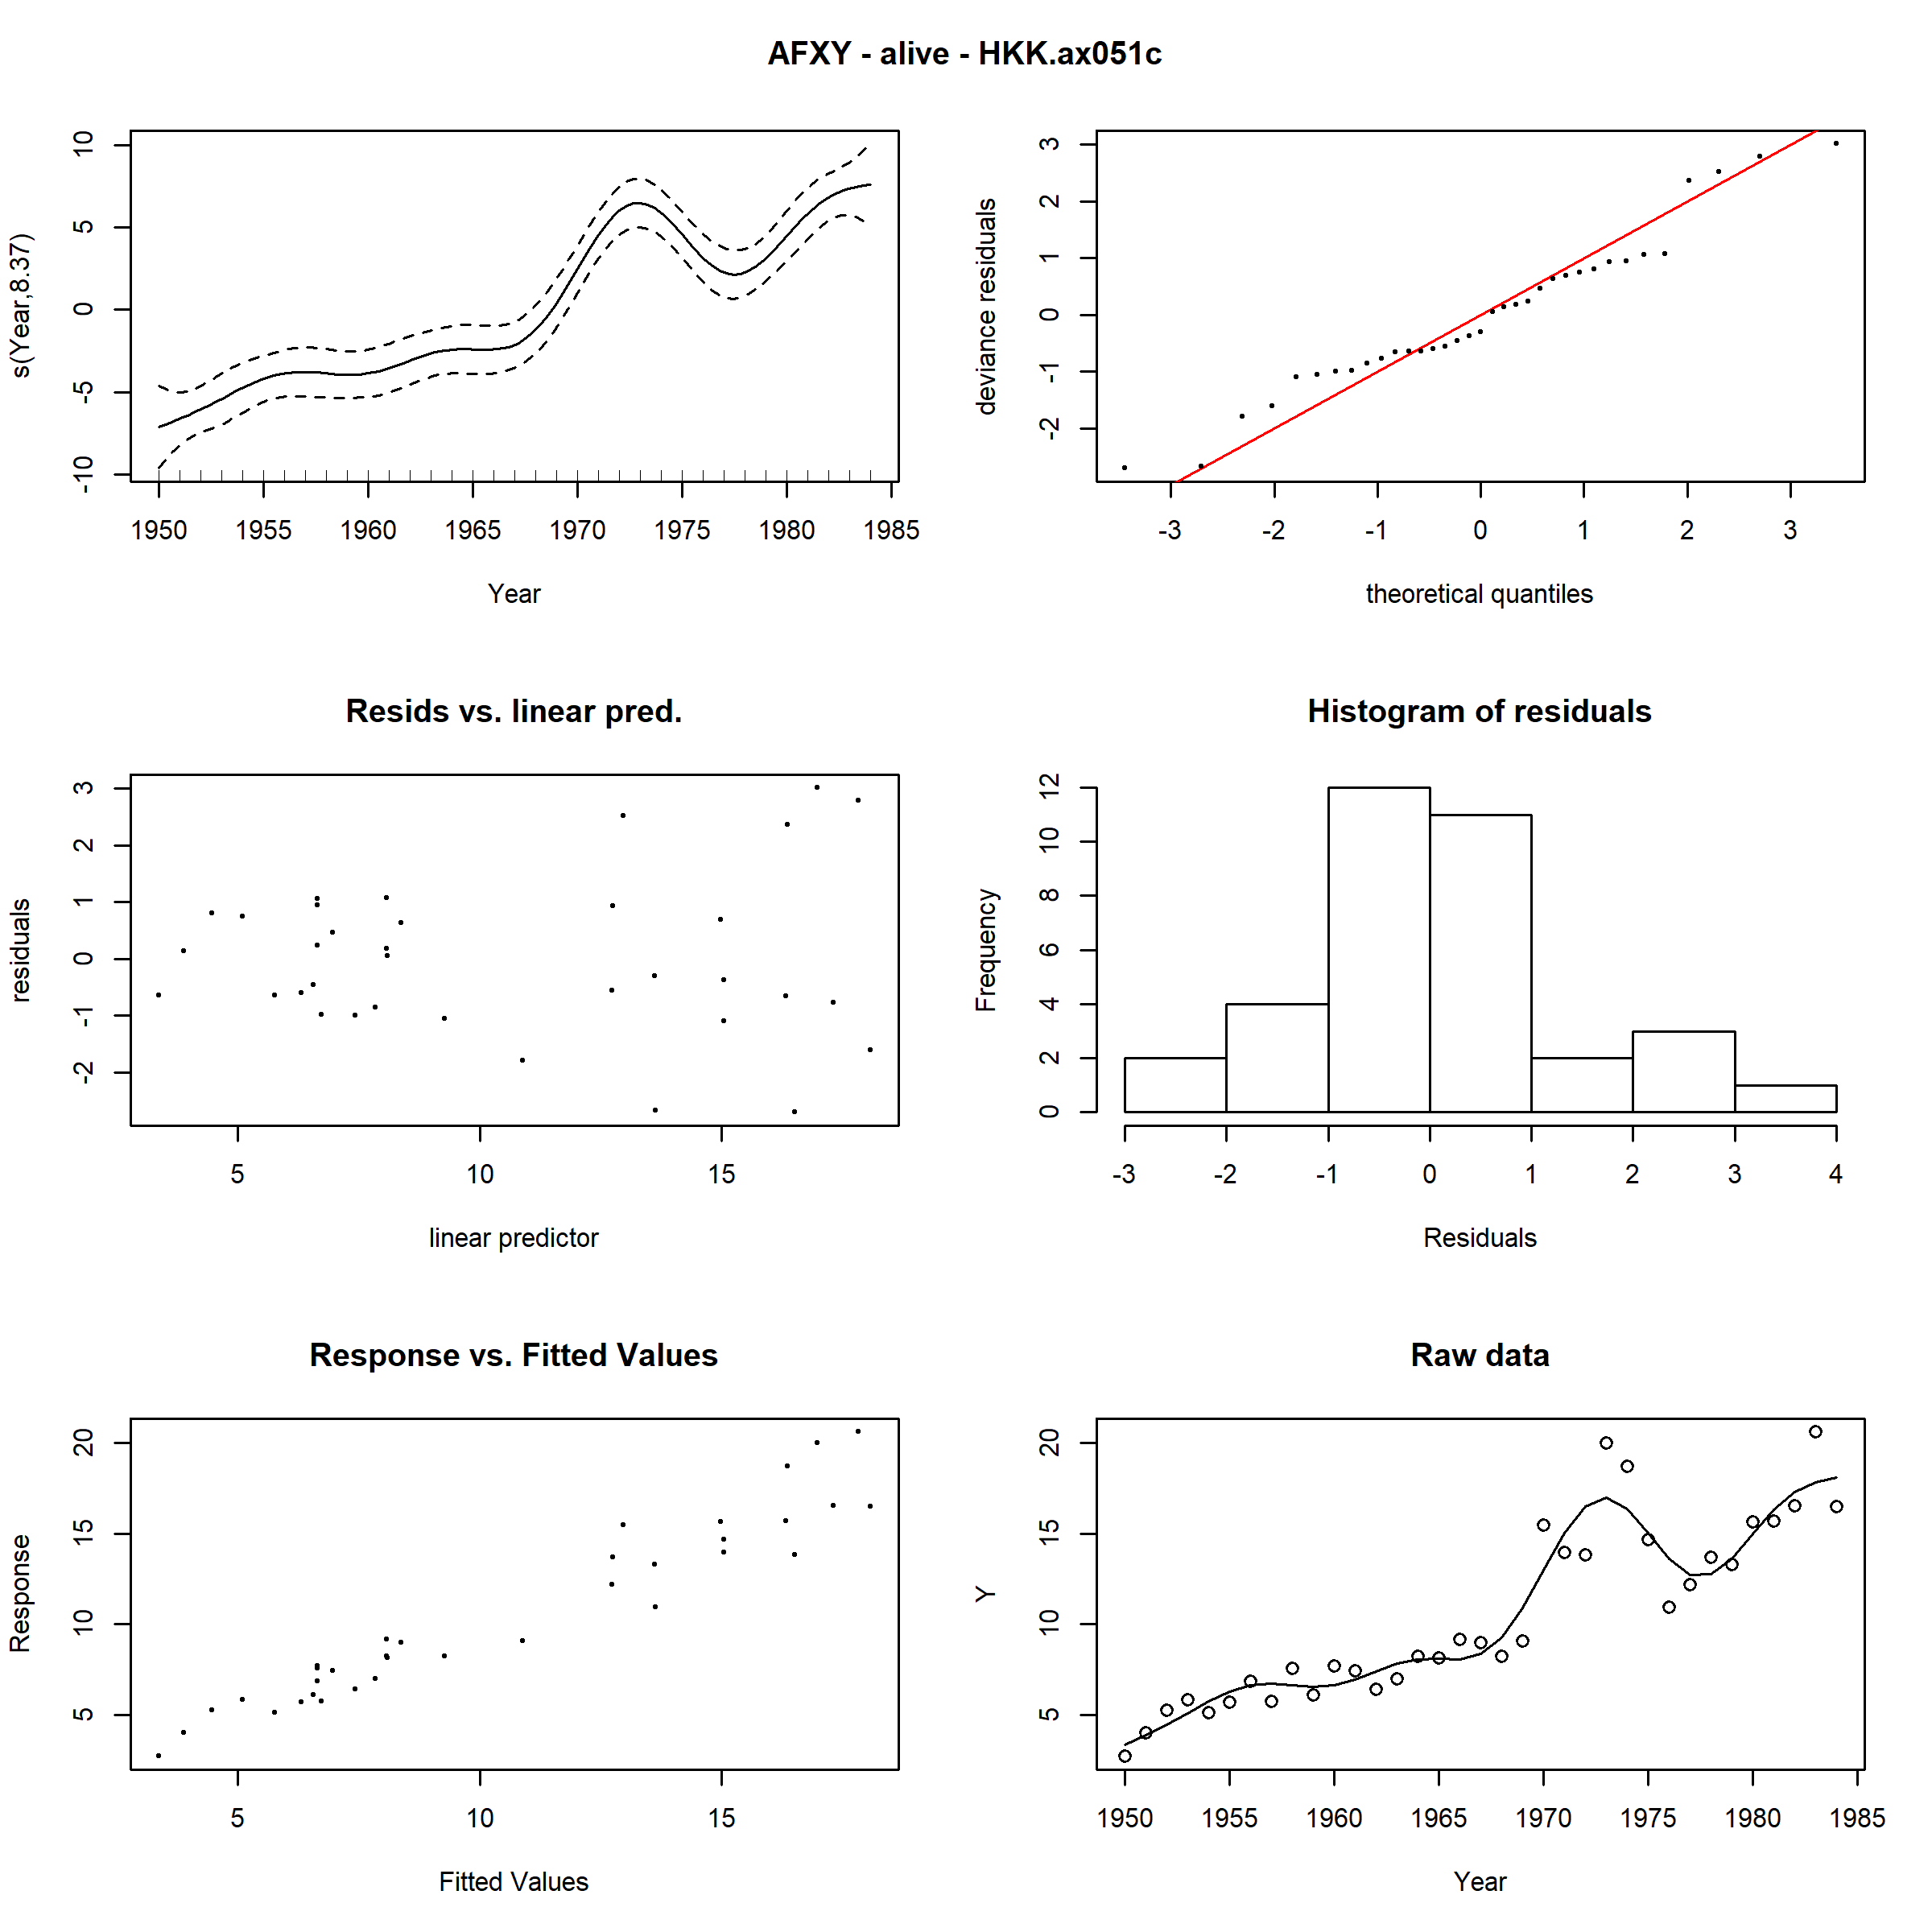 AFXY - alive - HKK.ax051c
s(Year,8.37)
10
5
0
-5
-10
1950 1955 1960 1965 1970 1975 1980 1985
Year
deviance residuals
3
2
1
0
-1
-2
-3 -2 -1 0 1 2 3
theoretical quantiles
Resids vs. linear pred.
residuals
3
2
1
0
-1
-2
5 10 15
linear predictor
Histogram of residuals
Frequency
12
10
8
6
4
2
0
-3 -2 -1 0 1 2 3 4
Residuals
Response vs. Fitted Values
Response
20
15
10
5
5 10 15
Fitted Values
Raw data
Y
20
15
10
5
1950 1955 1960 1965 1970 1975 1980 1985
Year